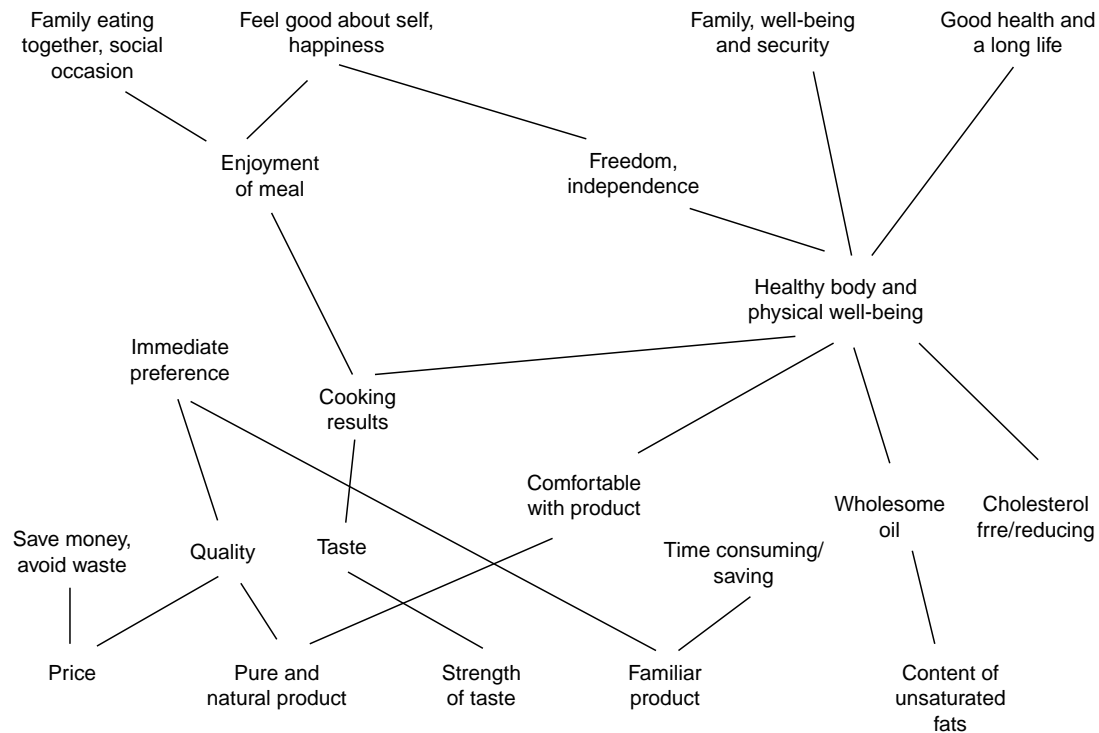 Family eating
together, social
occasion
Feel good about self,
happiness
Family, well-being
and security
Good health and
a long life
Enjoyment
of meal
Freedom,
independence
Healthy body and
physical well-being
Immediate
preference
Cooking
results
Comfortable
with product
Wholesome
oil
Cholesterol
frre/reducing
Save money,
avoid waste
Quality
Taste
Time consuming/
saving
Price
Pure and
natural product
Strength
of taste
Familiar
product
Content of
unsaturated
fats